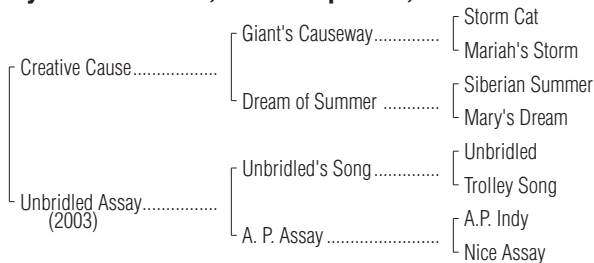 Storm Cat
Giant's Causeway..............
Mariah's Storm
Creative Cause..................
Siberian Summer
Dream of Summer ............
Mary's Dream
Unbridled
Unbridled's Song..............
Trolley Song
Unbridled Assay................
(2003)
A.P. Indy
A. P. Assay ........................
Nice Assay